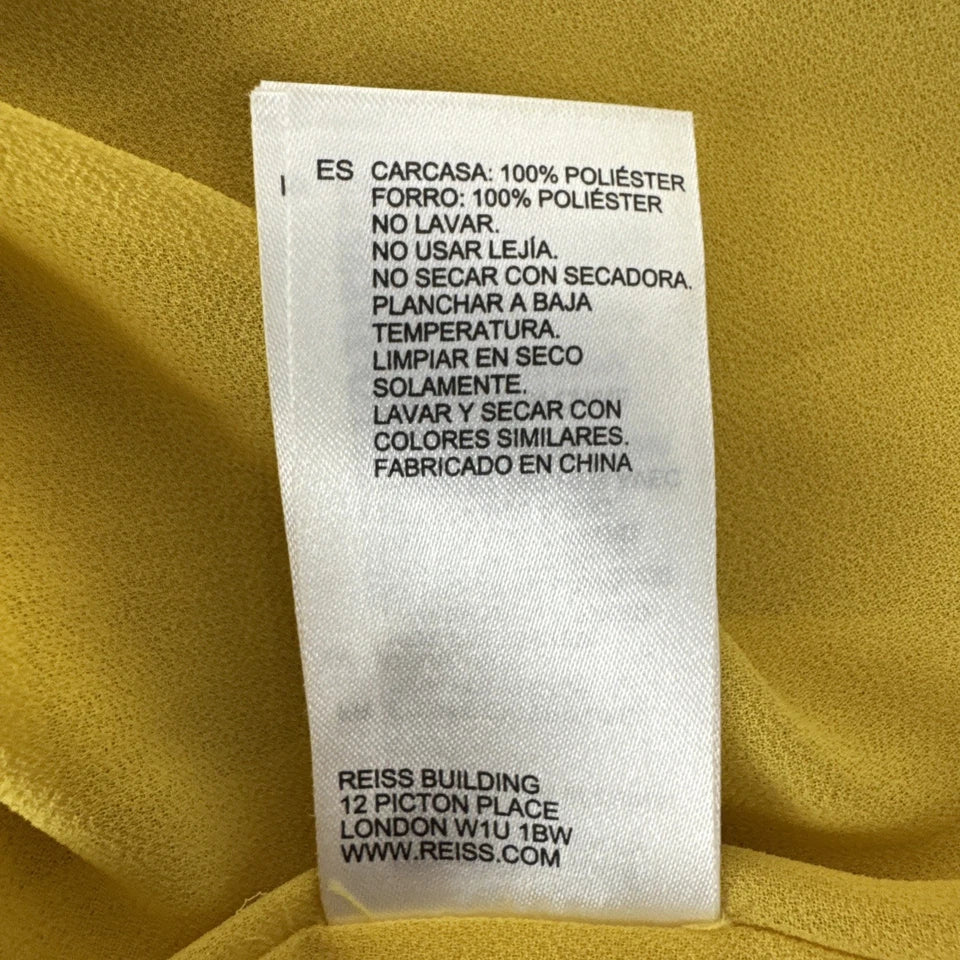 ES CARCASA: 100% POLIÉSTER
FORRO: 100% POLIÉSTER
NO LAVAR.
NO USAR LEJÍA.
NO SECAR CON SECADORA.
PLANCHAR A BAJA
TEMPERATURA.
LIMPIAR EN SECO
SOLAMENTE.
LAVAR Y SECAR CON
COLORES SIMILARES.
FABRICADO EN CHINA
REISS BUILDING
12 PICTON PLACE
LONDON W1U 1BW
WWW.REISS.COM